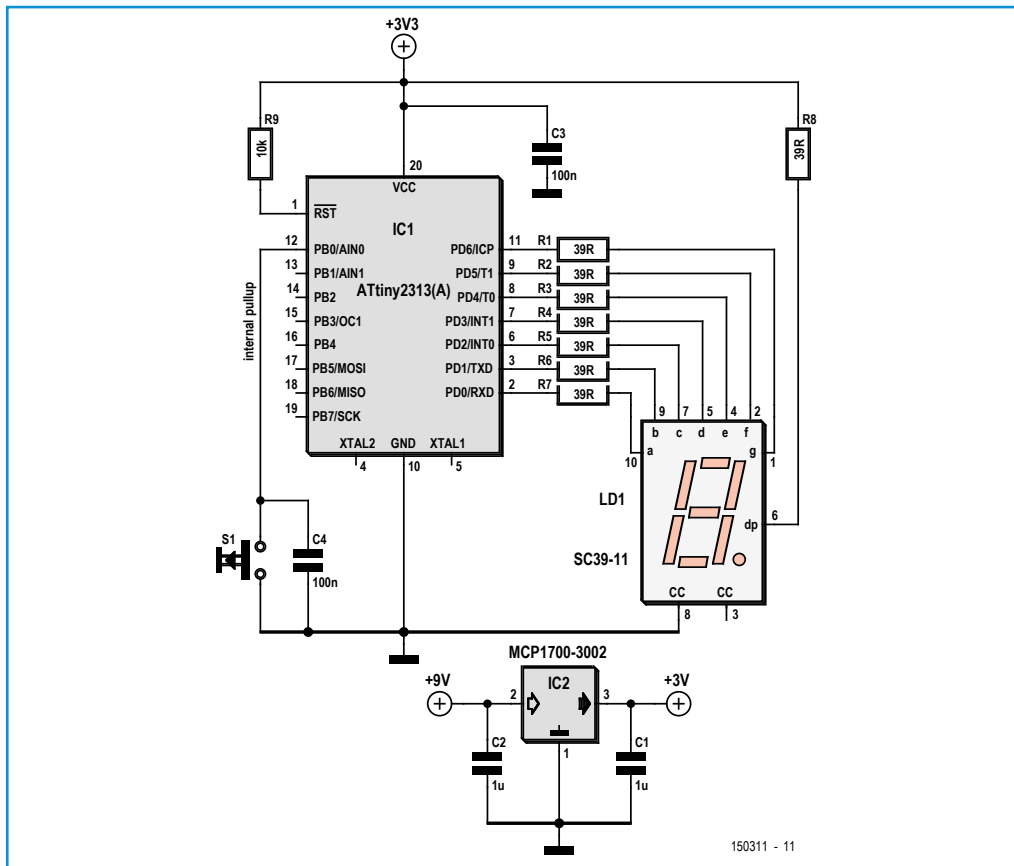 +3V3
R9
10k
C3
100n
R8
39R
20
VCC
1
RST
IC1
12
PB0/AIN0
13
PB1/AIN1
14
PB2
15
PB3/OC1
16
PB4
17
PB5/MOSI
18
PB6/MISO
19
PB7/SCK
ATtiny2313(A)
PD6/ICP
11
R1
39R
PD5/T1
9
R2
39R
PD4/T0
8
R3
39R
PD3/INT1
7
R4
39R
PD2/INT0
6
R5
39R
PD1/TXD
3
R6
39R
PD0/RXD
2
R7
39R
XTAL2
GND
XTAL1
4
10
5
internal pullup
9
7
5
4
2
b
c
d
e
f
10
a
g
1
LD1
dp
6
SC39-11
CC
CC
8
3
S1
C4
100n
MCP1700-3002
+9V
2
IC2
3
+3V
C2
1u
1
C1
1u
150311 - 11